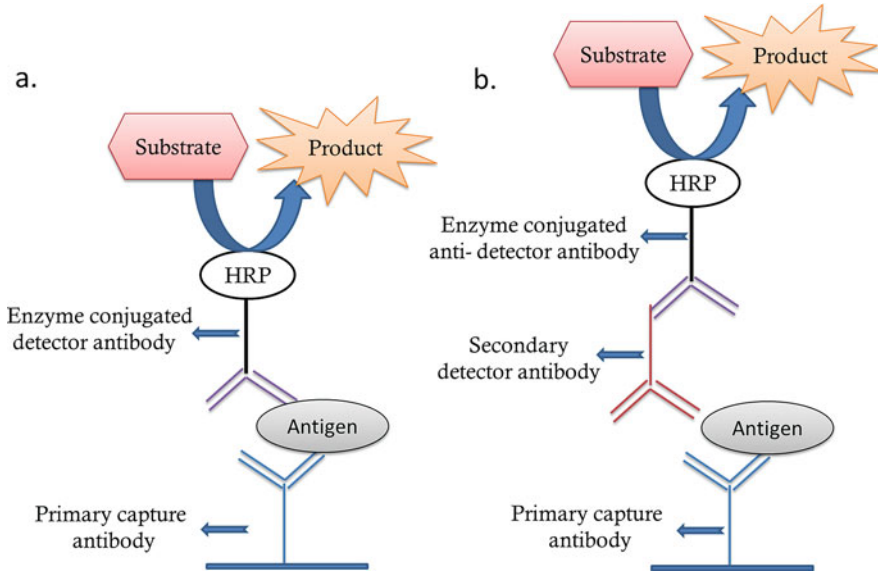 a.
Substrate
Product
HRP
Enzyme conjugated
detector antibody
Antigen
Primary capture
antibody
b.
Substrate
Product
HRP
Enzyme conjugated
anti- detector antibody
Secondary
detector antibody
Antigen
Primary capture
antibody